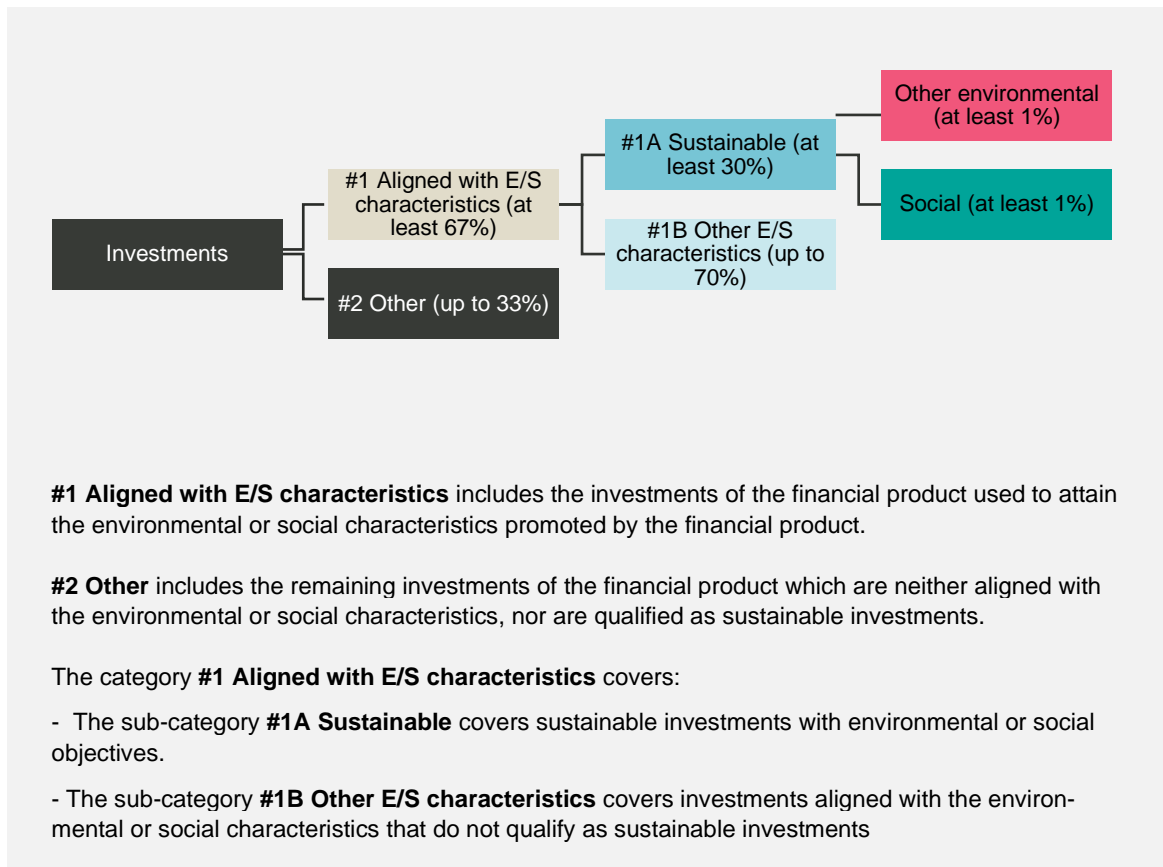 Other environmental
(at least 1%)
#1A Sustainable (at
least 30%)
#1 Aligned with E/S
characteristics (at
least 67%)
Social (at least 1%)
Investments
#1B Other E/S
characteristics (up to
70%)
#2 Other (up to 33%)
#1 Aligned with E/S characteristics includes the investments of the financial product used to attain
the environmental or social characteristics promoted by the financial product.
#2 Other includes the remaining investments of the financial product which are neither aligned with
the environmental or social characteristics, nor are qualified as sustainable investments.
The category #1 Aligned with E/S characteristics covers:
- The sub-category #1A Sustainable covers sustainable investments with environmental or social
objectives.
- The sub-category #1B Other E/S characteristics covers investments aligned with the environ-
mental or social characteristics that do not qualify as sustainable investments